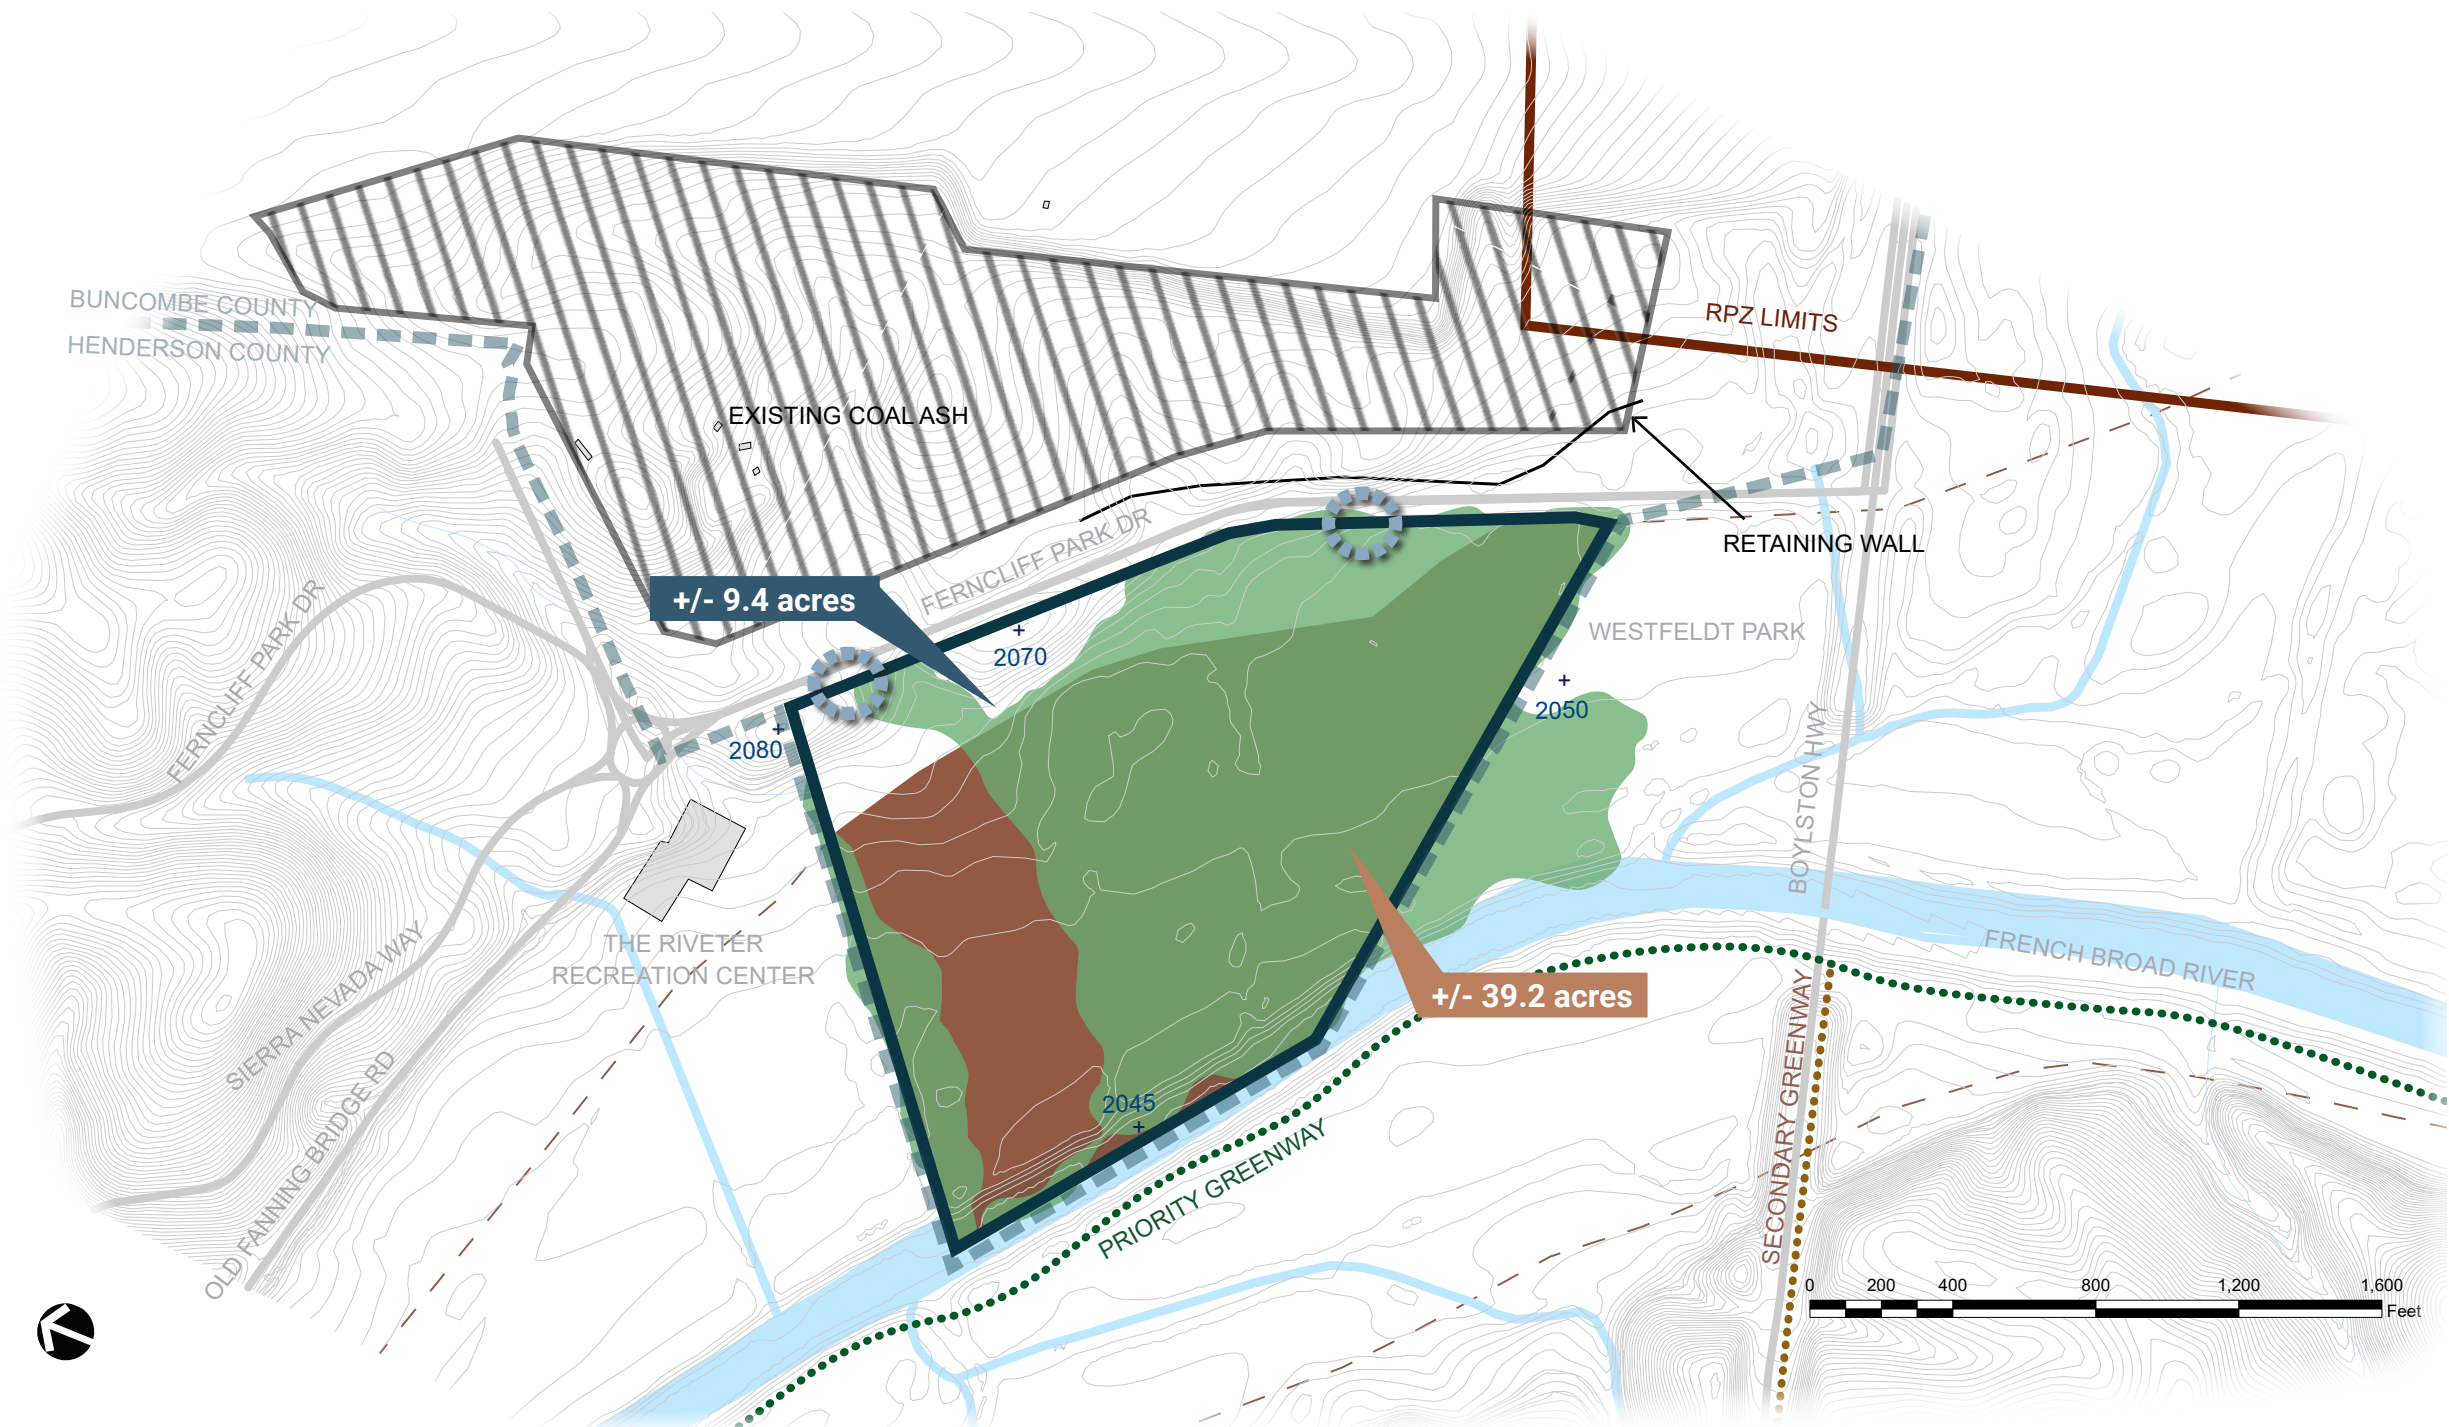 BUNCOMBE COUNTY
HENDERSON COUNTY
RPZ LIMITS
EXISTING COAL ASH
FERNCLIFF PARK DR
RETAINING WALL
+/- 9.4 acres
FERNCLIFF PARK DR
2070
WESTFELDT PARK
2050
2080
BOYLSTON HWY
THE RIVETER
RECREATION CENTER
FRENCH BROAD RIVER
+/- 39.2 acres
SIERRA NEVADA WAY
OLD FANNING BRIDGE RD
2045
PRIORITY GREENWAY
SECONDARY GREENWAY
0 200 400 800 1,200 1,600
Feet